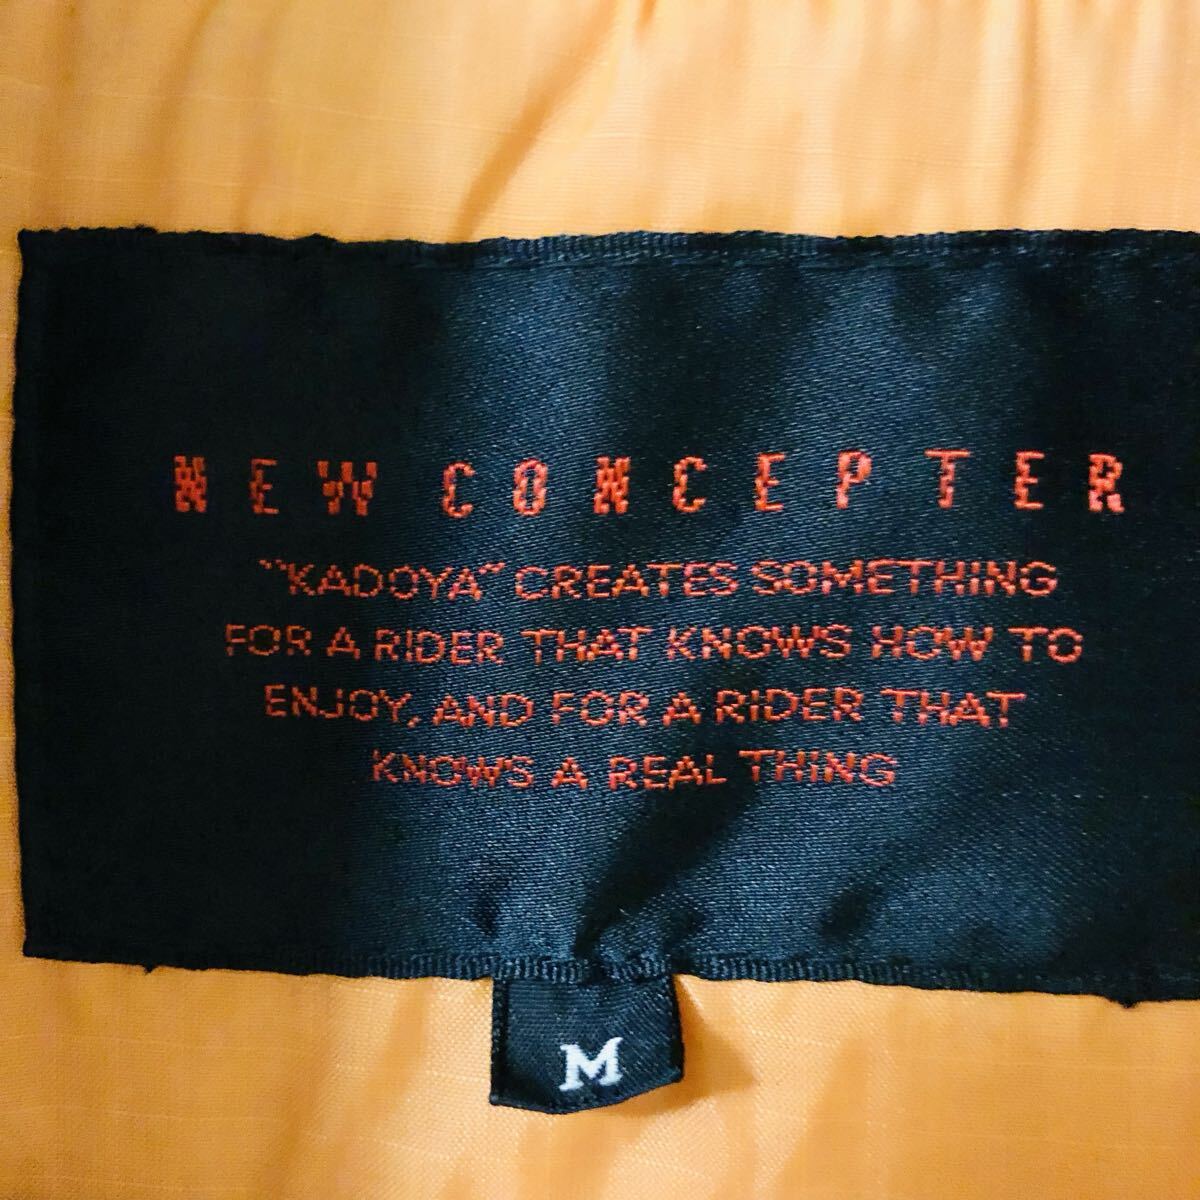 NEW CONCEPTER
"KADOYA" CREATES SOMETHING
FOR A RIDER THAT KNOWS HOW TO
ENJOY, AND FOR A RIDER THAT
KNOWS A REAL THING
M